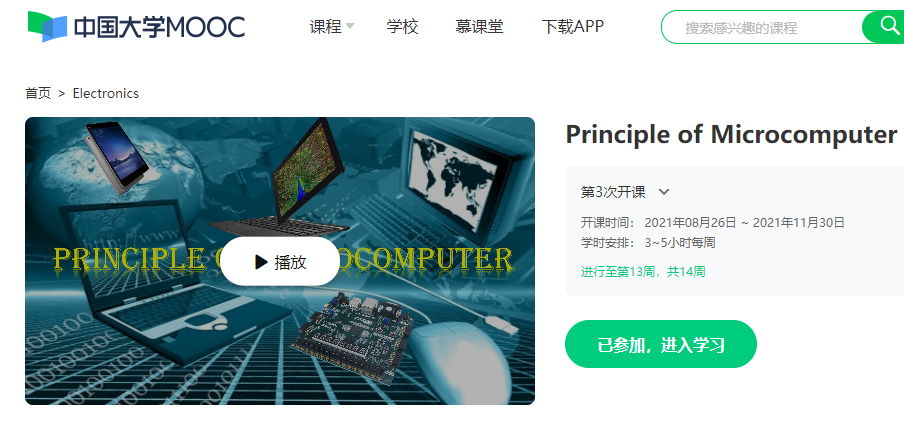 中国大学MOOC
课程 学校 慕课堂 下载APP
搜索感兴趣的课程
首页 > Electronics
PRINCIPLE O MICROCOMPUTER
播放
Principle of Microcomputer
第3次开课
开课时间: 2021年08月26日 ~ 2021年11月30日
学时安排: 3~5小时每周
进行至第13周,共14周
已参加,进入学习